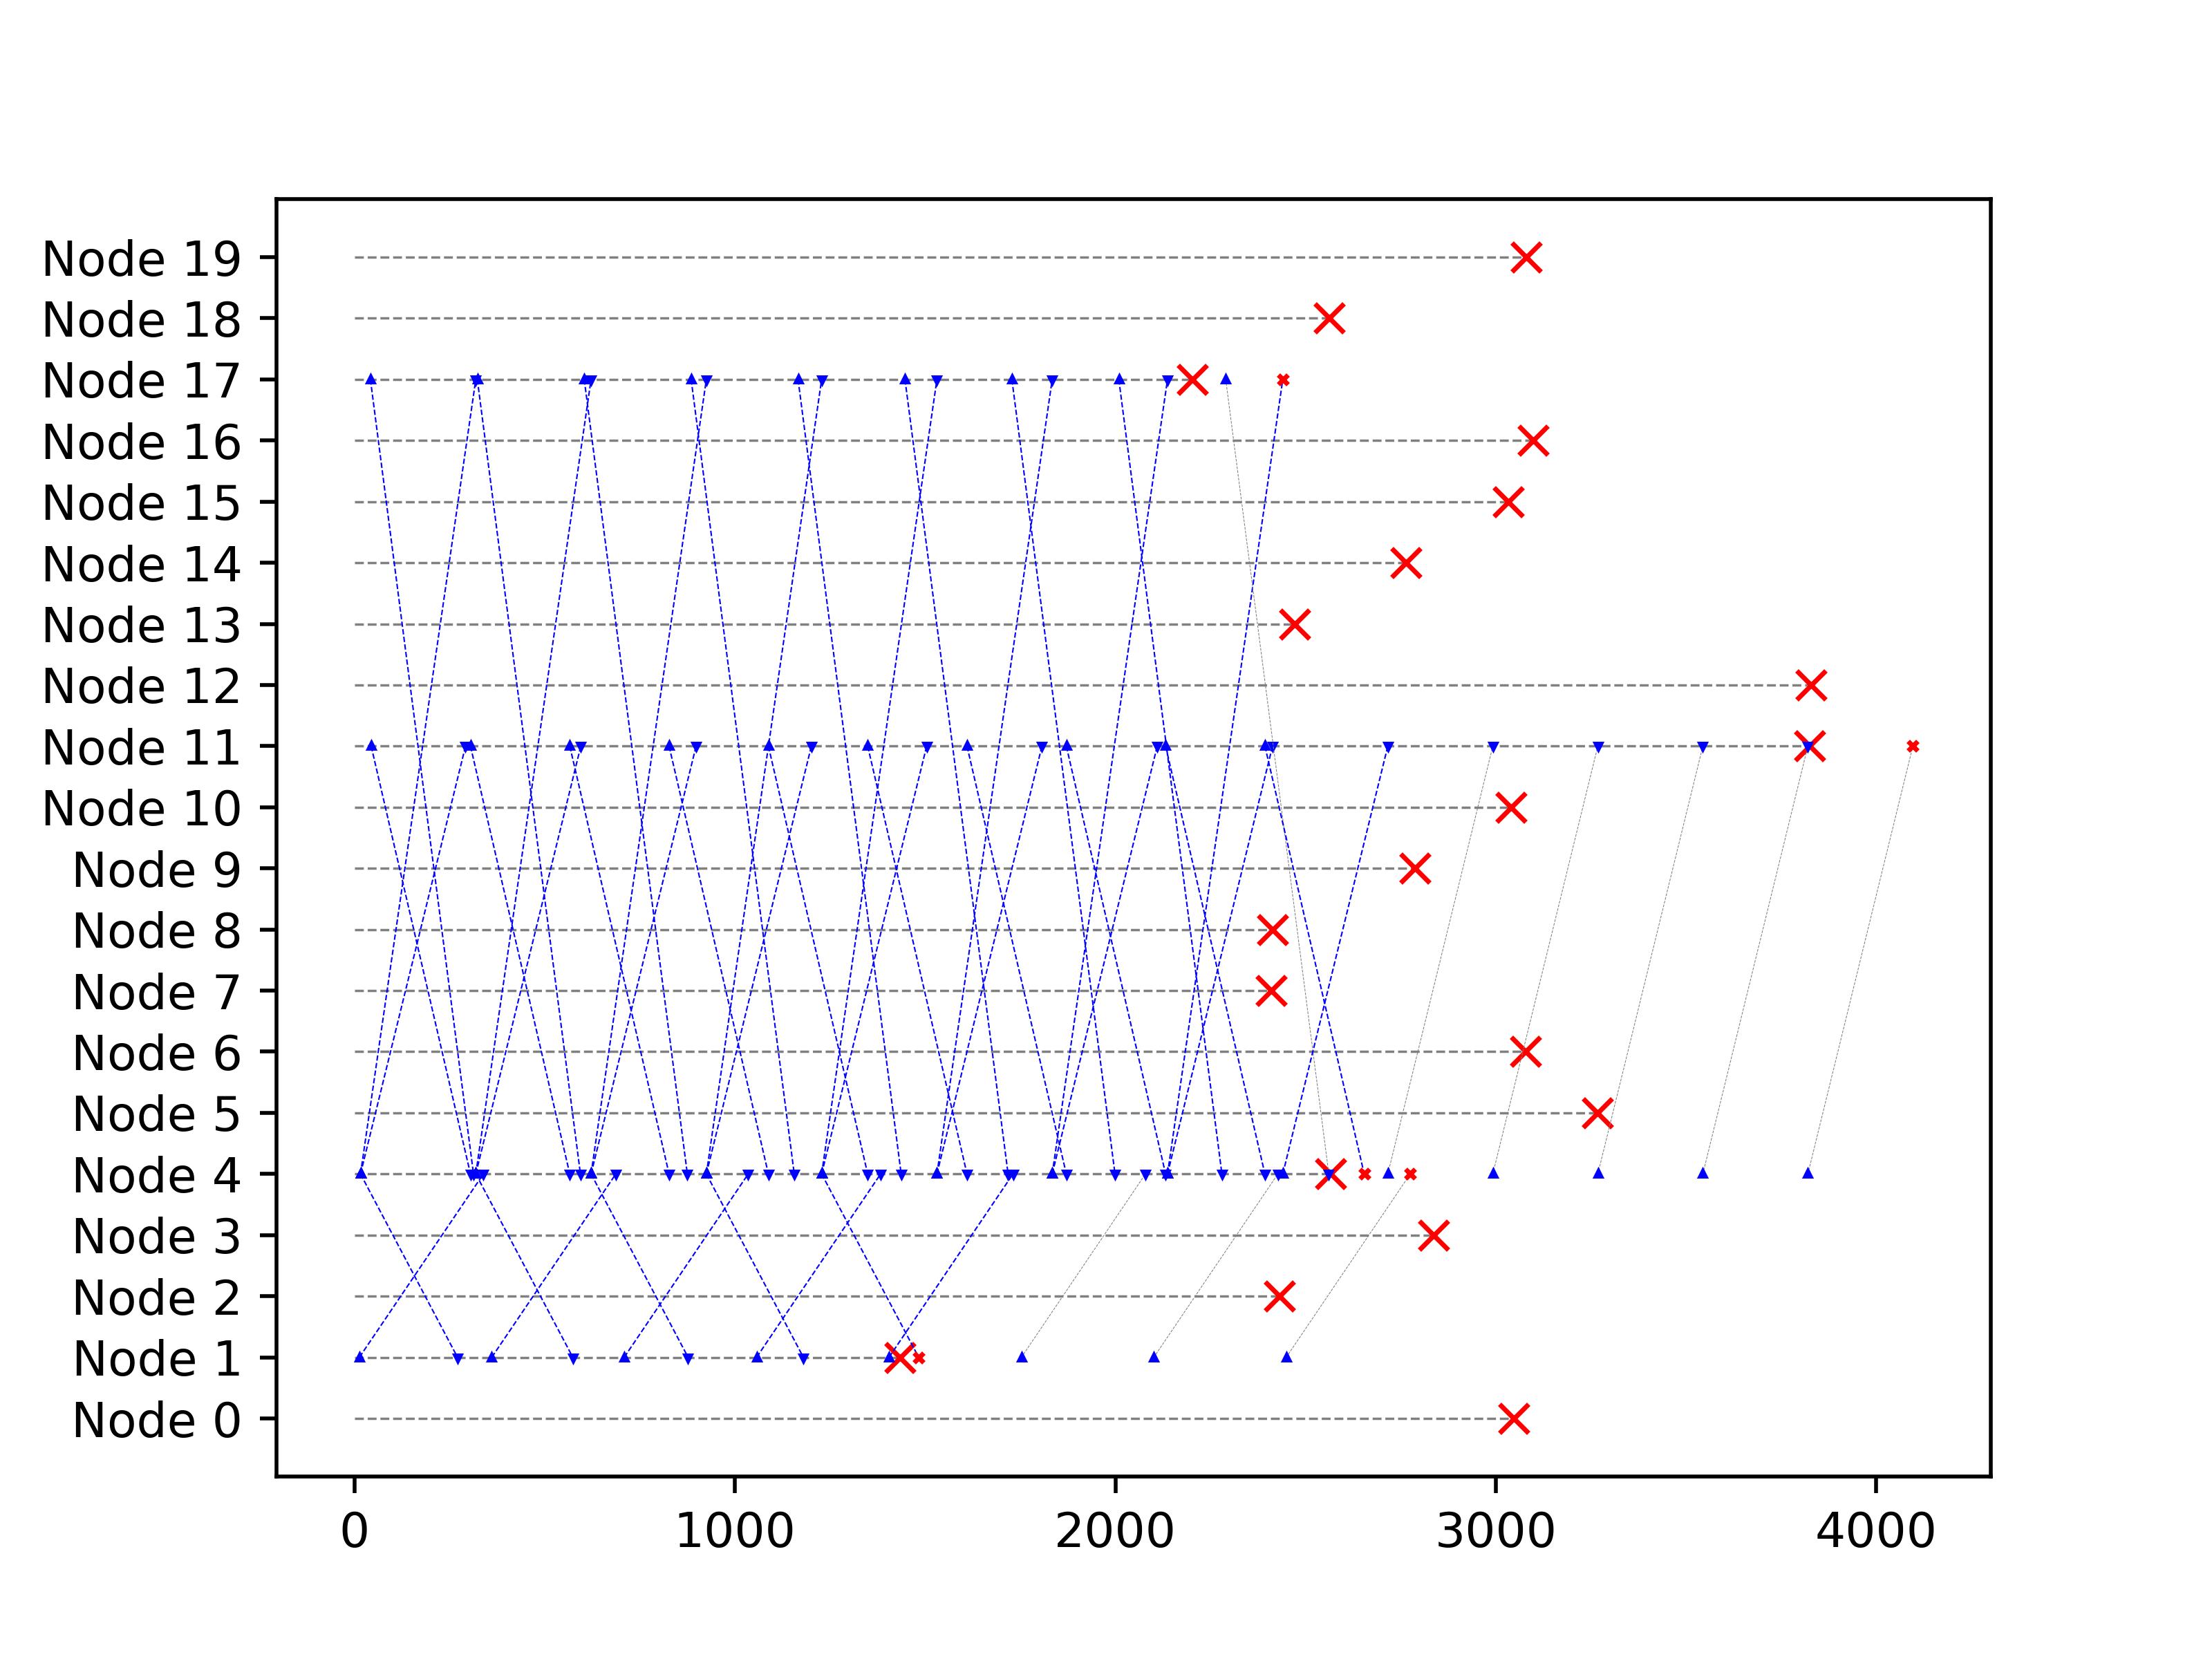 Node 19
Node 18
Node 17
Node 16
Node 15
Node 14
Node 13
Node 12
Node 11
Node 10
Node 9
Node 8
Node 7
Node 6
Node 5
Node 4
Node 3
Node 2
Node 1
Node 0
0 1000 2000 3000 4000